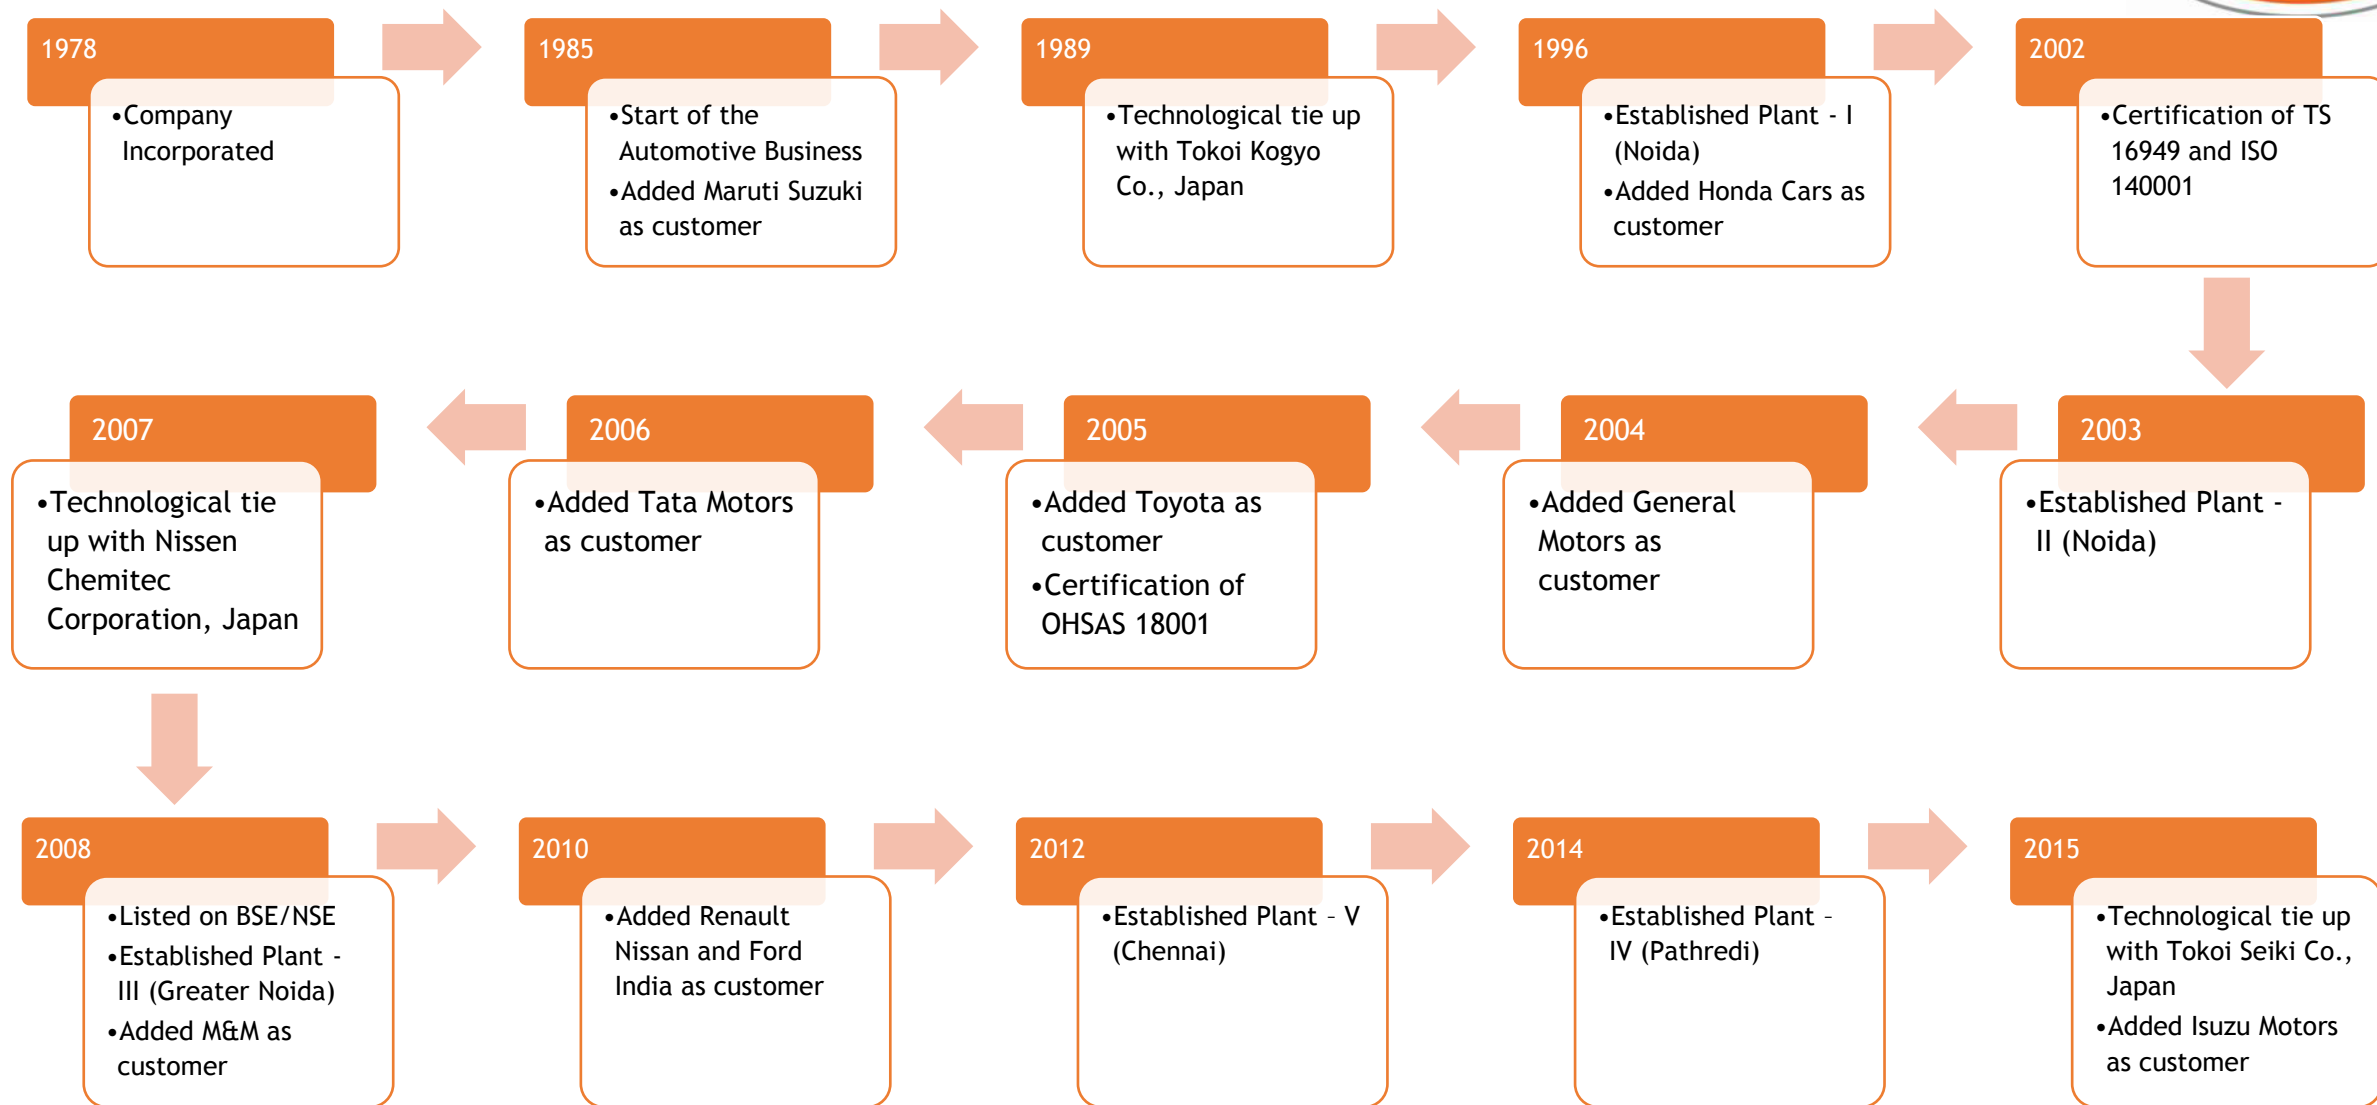 1978
•Company
Incorporated
1985
•Start of the
Automotive Business
•Added Maruti Suzuki
as customer
1989
•Technological tie up
with Tokoi Kogyo
Co., Japan
1996
•Established Plant - I
(Noida)
•Added Honda Cars as
customer
2002
•Certification of TS
16949 and ISO
140001
2003
•Established Plant -
II (Noida)
2004
•Added General
Motors as
customer
2005
•Added Toyota as
customer
•Certification of
OHSAS 18001
2006
•Added Tata Motors
as customer
2007
•Technological tie
up with Nissen
Chemitec
Corporation, Japan
2008
•Listed on BSE/NSE
•Established Plant -
III (Greater Noida)
•Added M&M as
customer
2010
•Added Renault
Nissan and Ford
India as customer
2012
•Established Plant – V
(Chennai)
2014
•Established Plant –
IV (Pathredi)
2015
•Technological tie up
with Tokoi Seiki Co.,
Japan
•Added Isuzu Motors
as customer